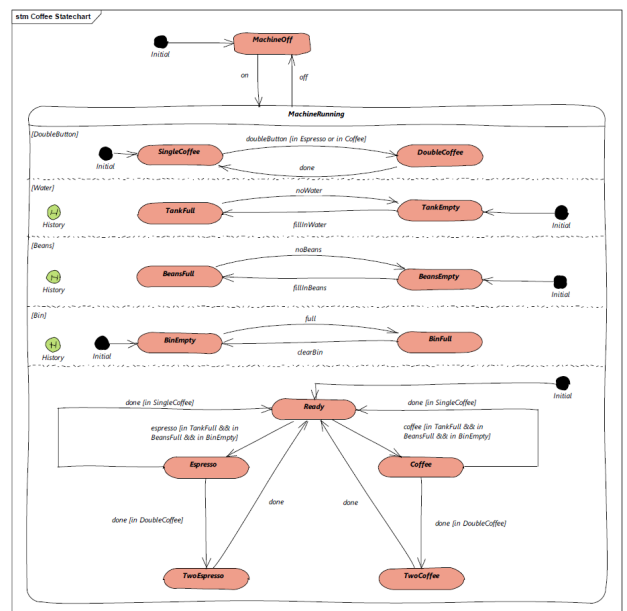 stm Coffee Statechart
MachineOff
Initial
on
off
MachineRunning
[DoubleButton]
doubleButton [in Espresso or in Coffee]
SingleCoffee
DoubleCoffee
Initial
done
[Water]
noWater
TankFull
TankEmpty
History
fillInWater
Initial
[Beans]
noBeans
BeansFull
BeansEmpty
History
fillInBeans
Initial
[Bin]
full
BinEmpty
BinFull
History
Initial
clearBin
Initial
done [in SingleCoffee]
Ready
done [in SingleCoffee]
espresso [in TankFull && in
BeansFull && in BinEmpty]
coffee [in TankFull && in
BeansFull && in BinEmpty]
Espresso
Coffee
done
done
done [in DoubleCoffee]
done [in DoubleCoffee]
TwoEspresso
TwoCoffee